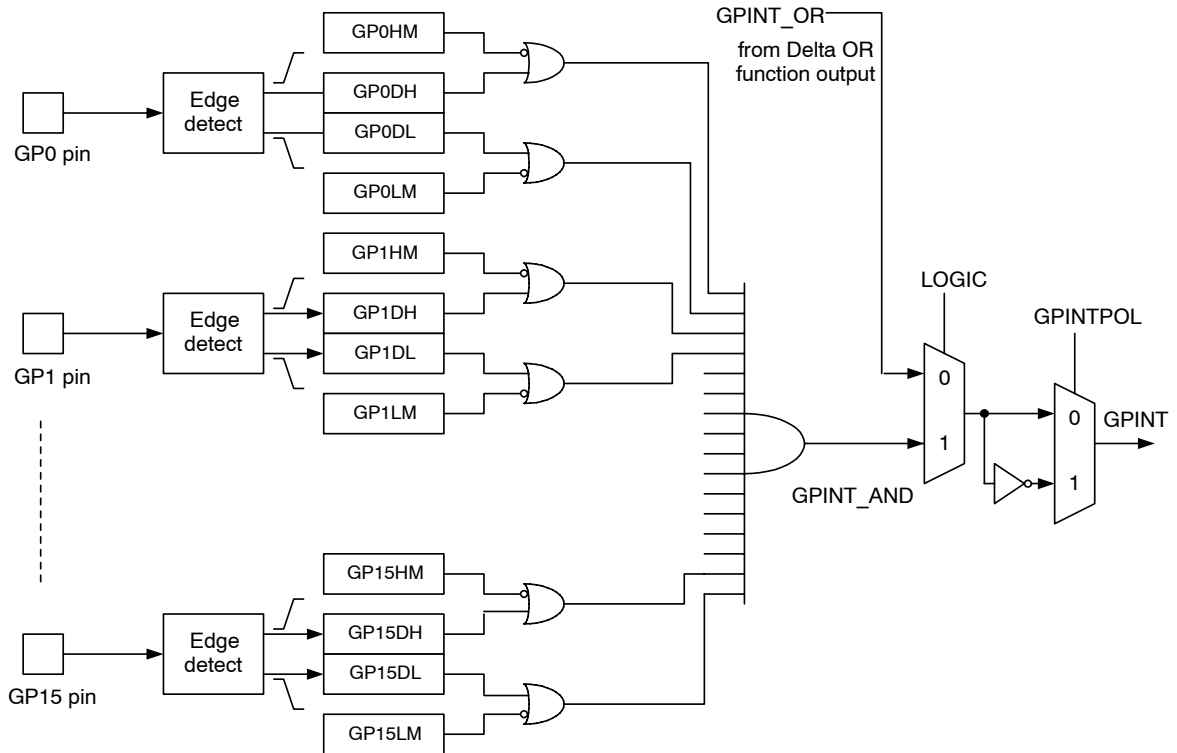 GPINT_OR
from Delta OR
function output
GP0HM
Edge
detect
GP0DH
GP0DL
GP0 pin
GP0LM
GP1HM
Edge
detect
GP1DH
GP1DL
GP1 pin
GP1LM
LOGIC
GPINTPOL
0
1
0
1
GPINT
GPINT_AND
GP15HM
Edge
detect
GP15DH
GP15DL
GP15 pin
GP15LM